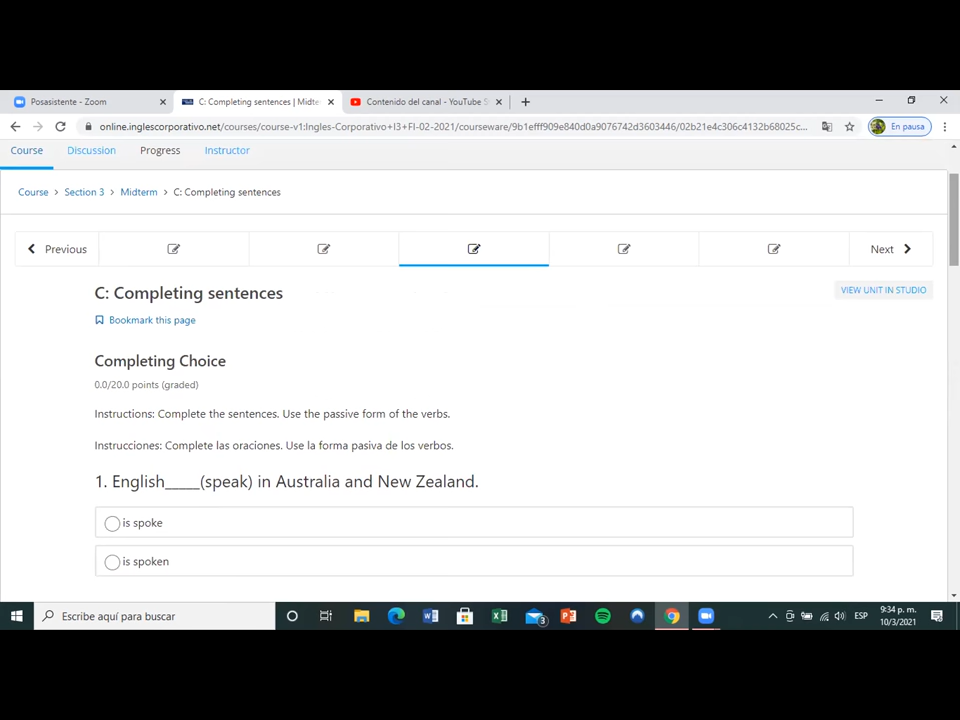 Posasistente - Zoom
C: Completing sentences | Midte
Contenido del canal - YouTube S
online.inglescorporativo.net/courses/course-v1:Ingles-Corporativo+I3+FI-02-2021/courseware/9b1efff909e840d0a9076742d3603446/02b21e4c306c4132b68025c...
En pausa
Course Discussion Progress Instructor
Course > Section 3 > Midterm > C: Completing sentences
Previous
Next
C: Completing sentences
VIEW UNIT IN STUDIO
Bookmark this page
Completing Choice
0.0/20.0 points (graded)
Instructions: Complete the sentences. Use the passive form of the verbs.
Instrucciones: Complete las oraciones. Use la forma pasiva de los verbos.
1. English_____(speak) in Australia and New Zealand.
is spoke
is spoken
Escribe aquí para buscar
3
ESP
9:34 p. m.
10/3/2021